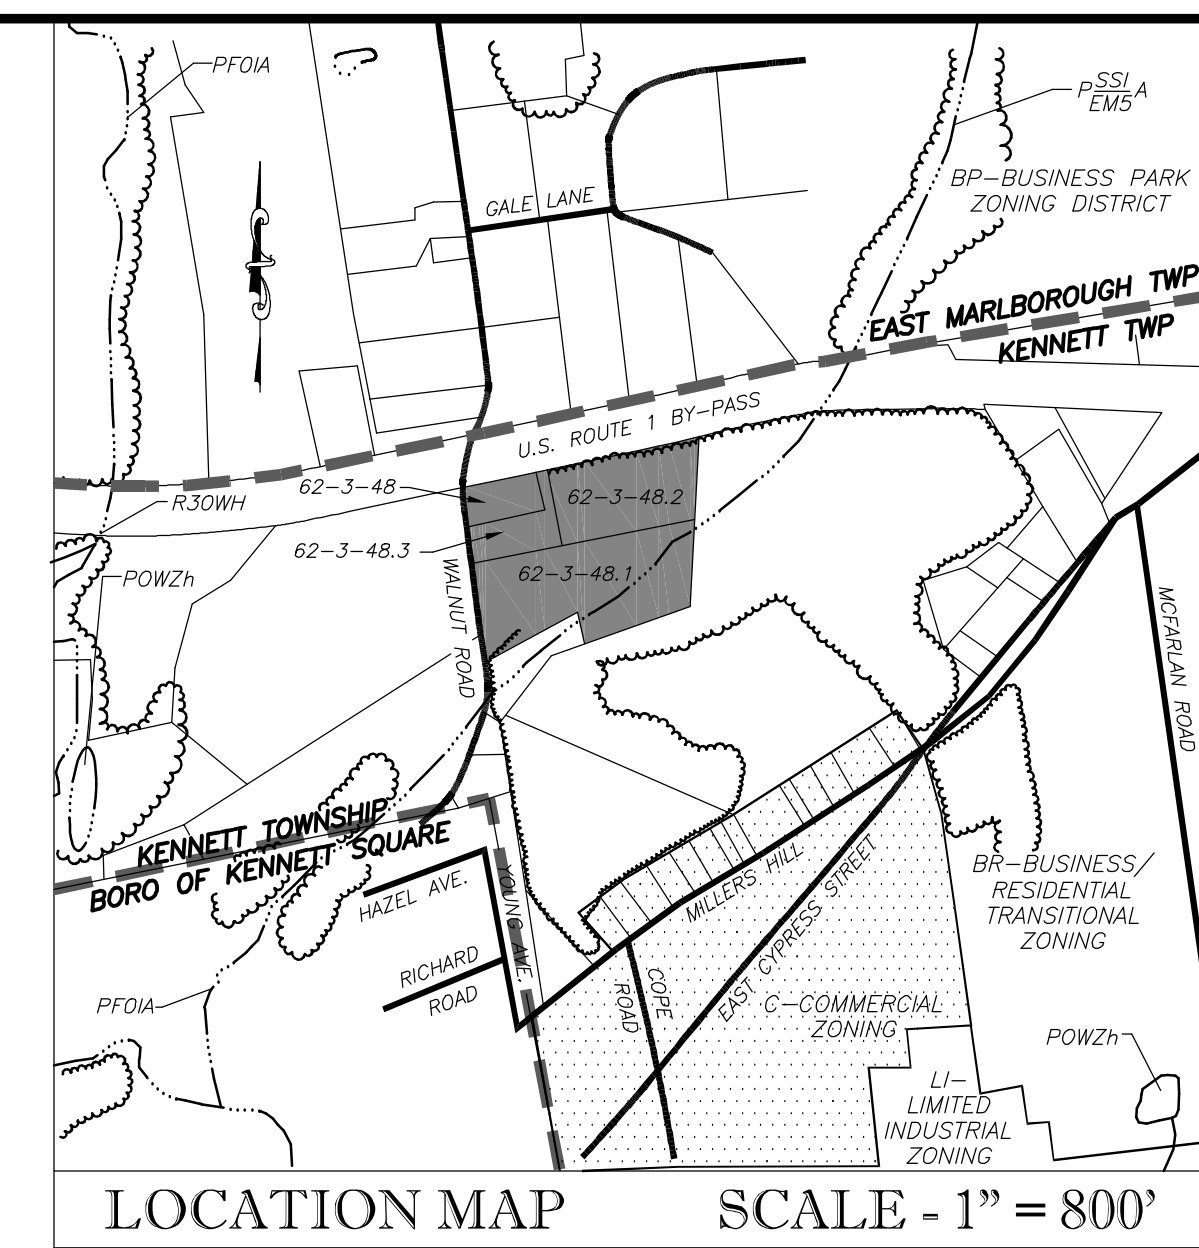 PF01A
P SSI A
EM5
BP-BUSINESS PARK
ZONING DISTRICT
GALE LANE
EAST MARLBOROUGH TWP
KENNETT TWP
U.S. ROUTE 1 BY-PASS
62-3-48
62-3-48.2
R30WH
62-3-48.3
62-3-48.1
POWZh
WALNUT ROAD
MCFARLAN ROAD
KENNETT TOWNSHIP
BORO OF KENNETT SQUARE
HAZEL AVE.
YOUNG AVE
MILLERS HILL
EAST CYPRESS STREET
BR-BUSINESS/
RESIDENTIAL
TRANSITIONAL
ZONING
RICHARD
ROAD
COPE
ROAD
PF01A
C-COMMERCIAL
ZONING
POWZh
LI-
LIMITED
INDUSTRIAL
ZONING
LOCATION MAP
SCALE - 1" = 800'